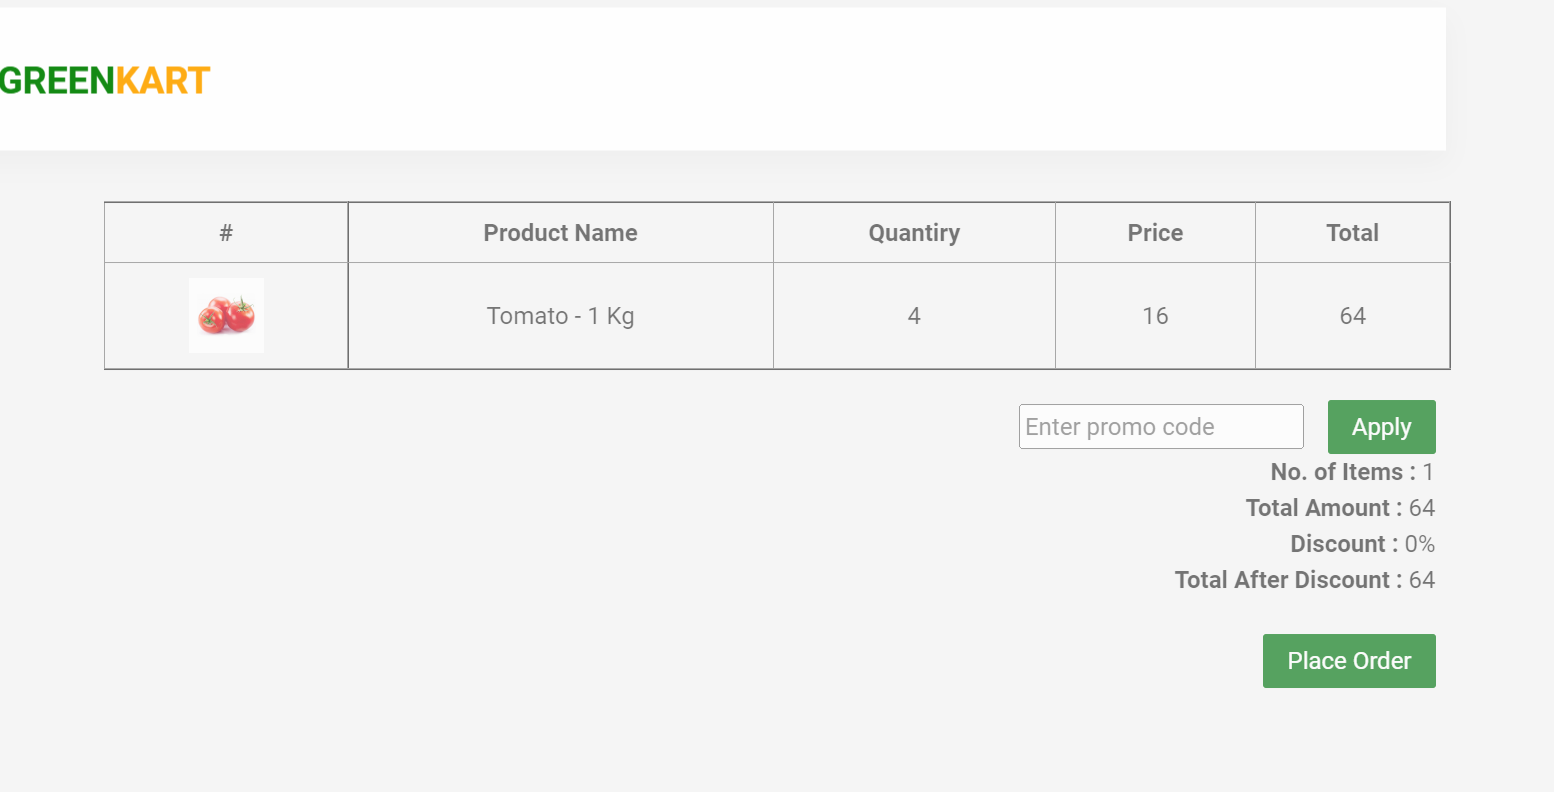 GREENKART
# Product Name Quantiry Price Total
Tomato - 1 Kg 4 16 64
Enter promo code Apply
No. of Items : 1
Total Amount : 64
Discount : 0%
Total After Discount : 64
Place Order